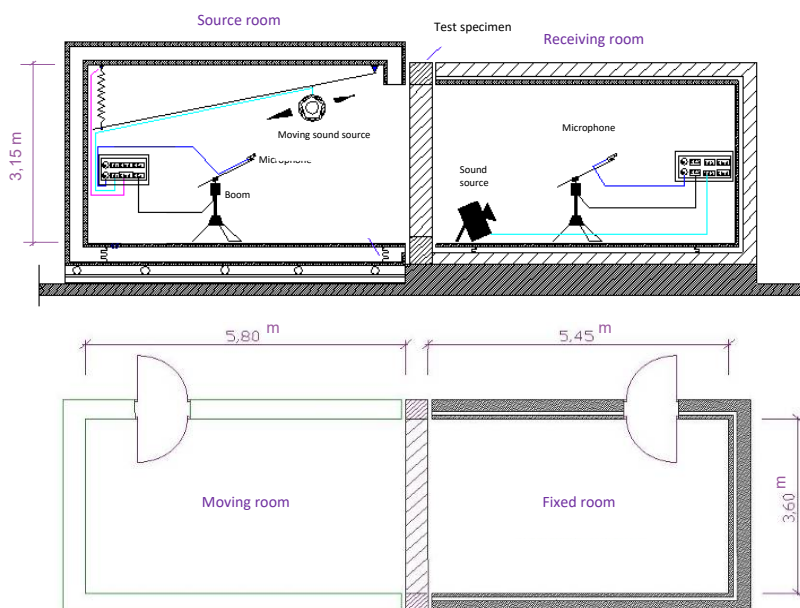 Source room
Test specimen
Receiving room
Moving sound source
Microphone
Microphone
Sound
source
Boom
3,15 m
5,80 m
5,45 m
Moving room
Fixed room
3,60 m